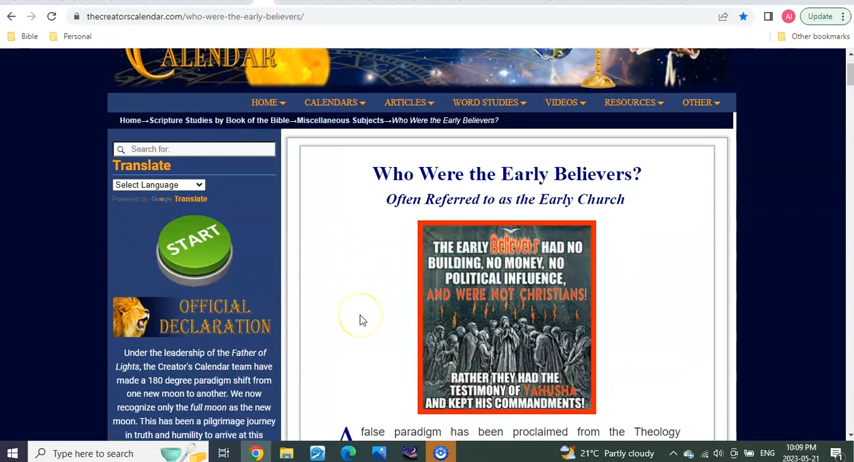 thecreatorscalendar.com/who-were-the-early-believers/
AI
Update
Bible
Personal
Other bookmarks
CALENDAR
HOME
CALENDARS
ARTICLES
WORD STUDIES
VIDEOS
RESOURCES
OTHER
Home→Scripture Studies by Book of the Bible→Miscellaneous Subjects→Who Were the Early Believers?
Search for:
Translate
Select Language
Powered by Google Translate
START
OFFICIAL
DECLARATION
Under the leadership of the Father of
Lights, the Creator's Calendar team have
made a 180 degree paradigm shift from
one new moon to another. We now
recognize only the full moon as the new
moon. This has been a pilgrimage journey
in truth and humility to arrive at this
Who Were the Early Believers?
Often Referred to as the Early Church
THE EARLY Believers HAD NO
BUILDING, NO MONEY, NO
POLITICAL INFLUENCE,
AND WERE NOT CHRISTIANS!
RATHER THEY HAD THE
TESTIMONY OF YAHUSHA
AND KEPT HIS COMMANDMENTS!
A false paradigm has been proclaimed from the Theology
Type here to search
21°C Partly cloudy
ENG
10:09 PM
2023-05-21